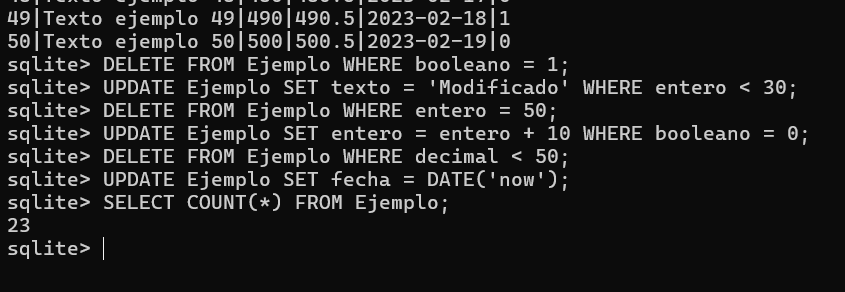 49|Texto ejemplo 49|490|490.5|2023-02-18|1
50|Texto ejemplo 50|500|500.5|2023-02-19|0
sqlite> DELETE FROM Ejemplo WHERE booleano = 1;
sqlite> UPDATE Ejemplo SET texto = 'Modificado' WHERE entero < 30;
sqlite> DELETE FROM Ejemplo WHERE entero = 50;
sqlite> UPDATE Ejemplo SET entero = entero + 10 WHERE booleano = 0;
sqlite> DELETE FROM Ejemplo WHERE decimal < 50;
sqlite> UPDATE Ejemplo SET fecha = DATE('now');
sqlite> SELECT COUNT(*) FROM Ejemplo;
23
sqlite>